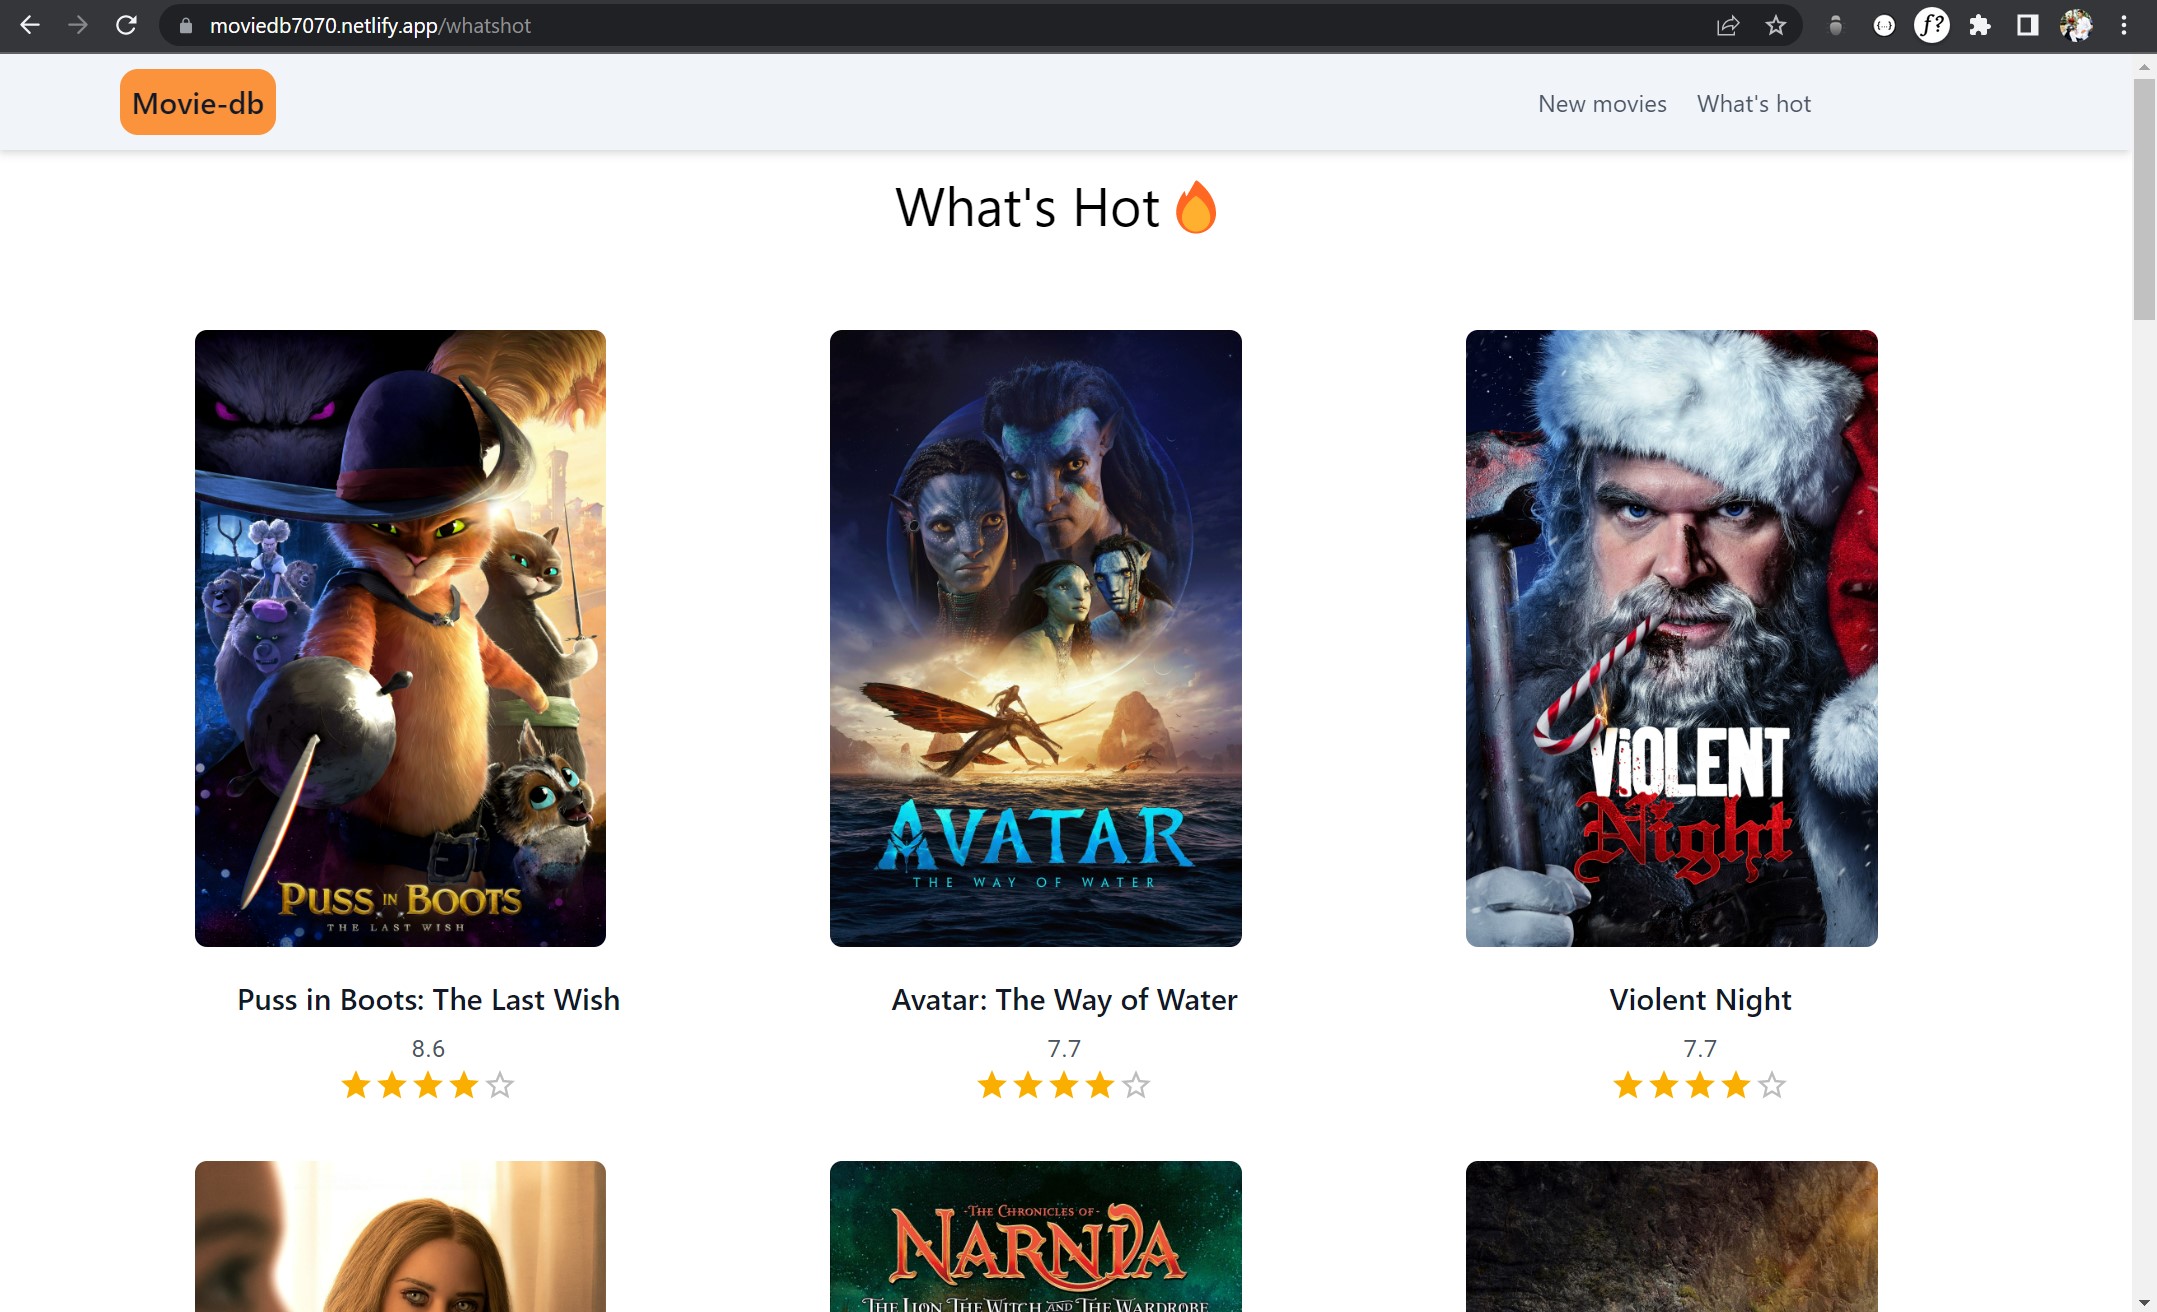 moviedb7070.netlify.app/whatshot
f?
Movie-db
New movies
What's hot
What's Hot
PUSS IN BOOTS
THE LAST WISH
AVATAR
THE WAY OF WATER
VIOLENT
Night
Puss in Boots: The Last Wish
Avatar: The Way of Water
Violent Night
8.6
7.7
7.7
THE CHRONICLES OF
NARNIA
THE LION, THE WITCH AND THE WARDROBE